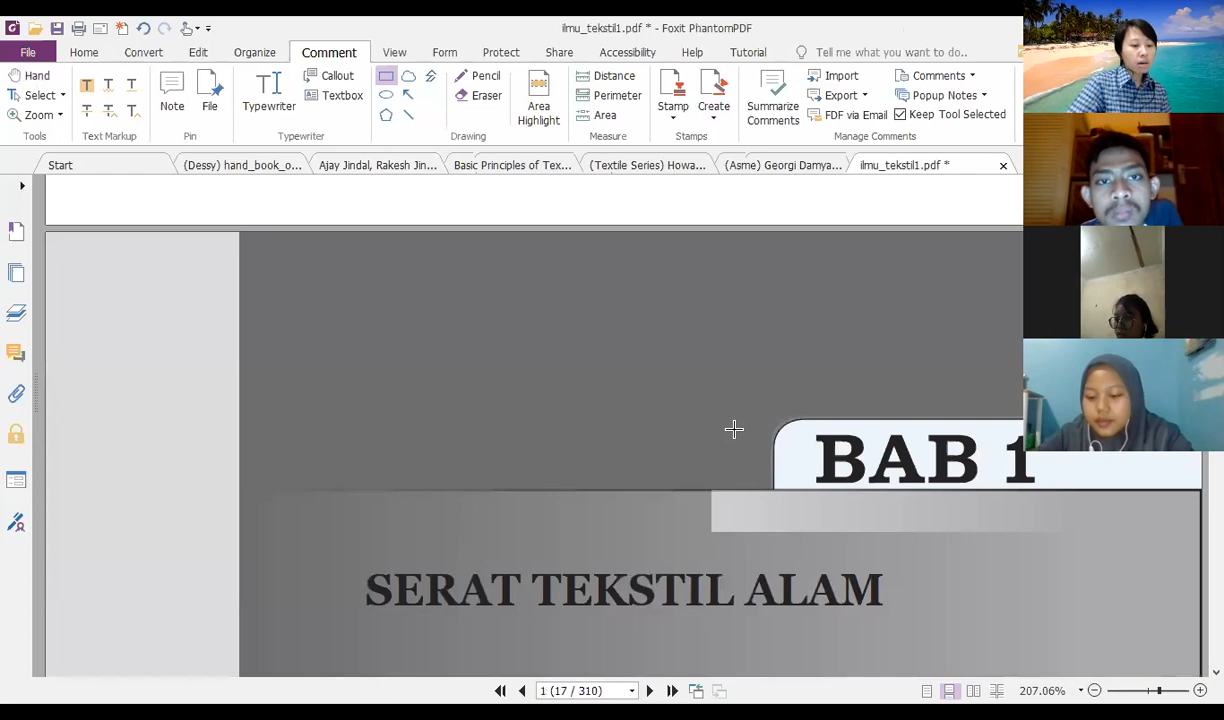 ilmu_tekstil1.pdf * - Foxit PhantomPDF
File Home Convert Edit Organize Comment View Form Protect Share Accessibility Help Tutorial Tell me what you want to do..
Hand
Select
Zoom
Tools
Text Markup
Note
File
Pin
Typewriter
Callout
Textbox
Typewriter
Pencil
Eraser
Drawing
Area Highlight
Distance
Perimeter
Area
Measure
Stamp
Create
Stamps
Summarize Comments
Import
Export
FDF via Email
Comments
Popup Notes
Keep Tool Selected
Manage Comments
Start
(Dessy) hand_book_o...
Ajay Jindal, Rakesh Jin...
Basic Principles of Tex...
(Textile Series) Howa...
(Asme) Georgi Damya...
ilmu_tekstil1.pdf *
BAB 1
SERAT TEKSTIL ALAM
1 (17 / 310)
207.06%